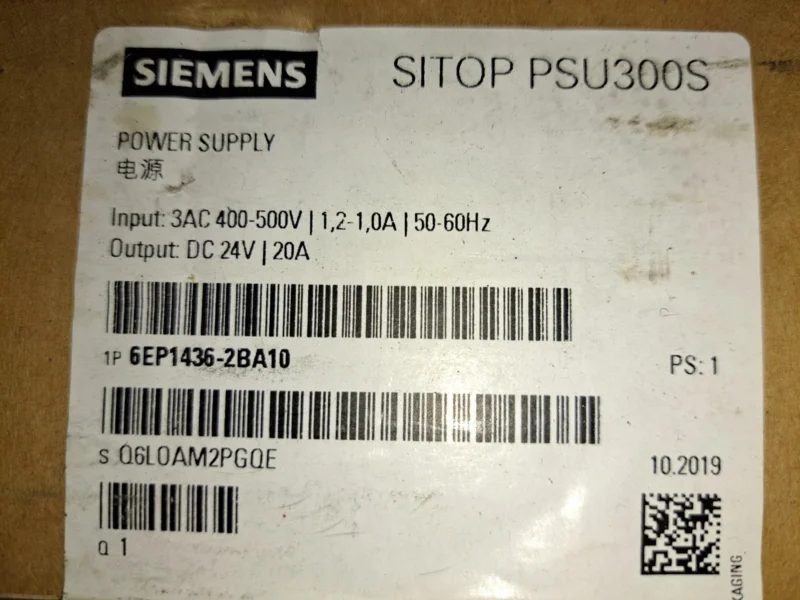 SIEMENS SITOP PSU300S
POWER SUPPLY
电源
Input: 3AC 400-500V | 1,2-1,0A | 50-60Hz
Output: DC 24V | 20A
1P 6EP1436-2BA10 PS: 1
S Q6L0AM2PGQE 10.2019
Q 1
KAGING